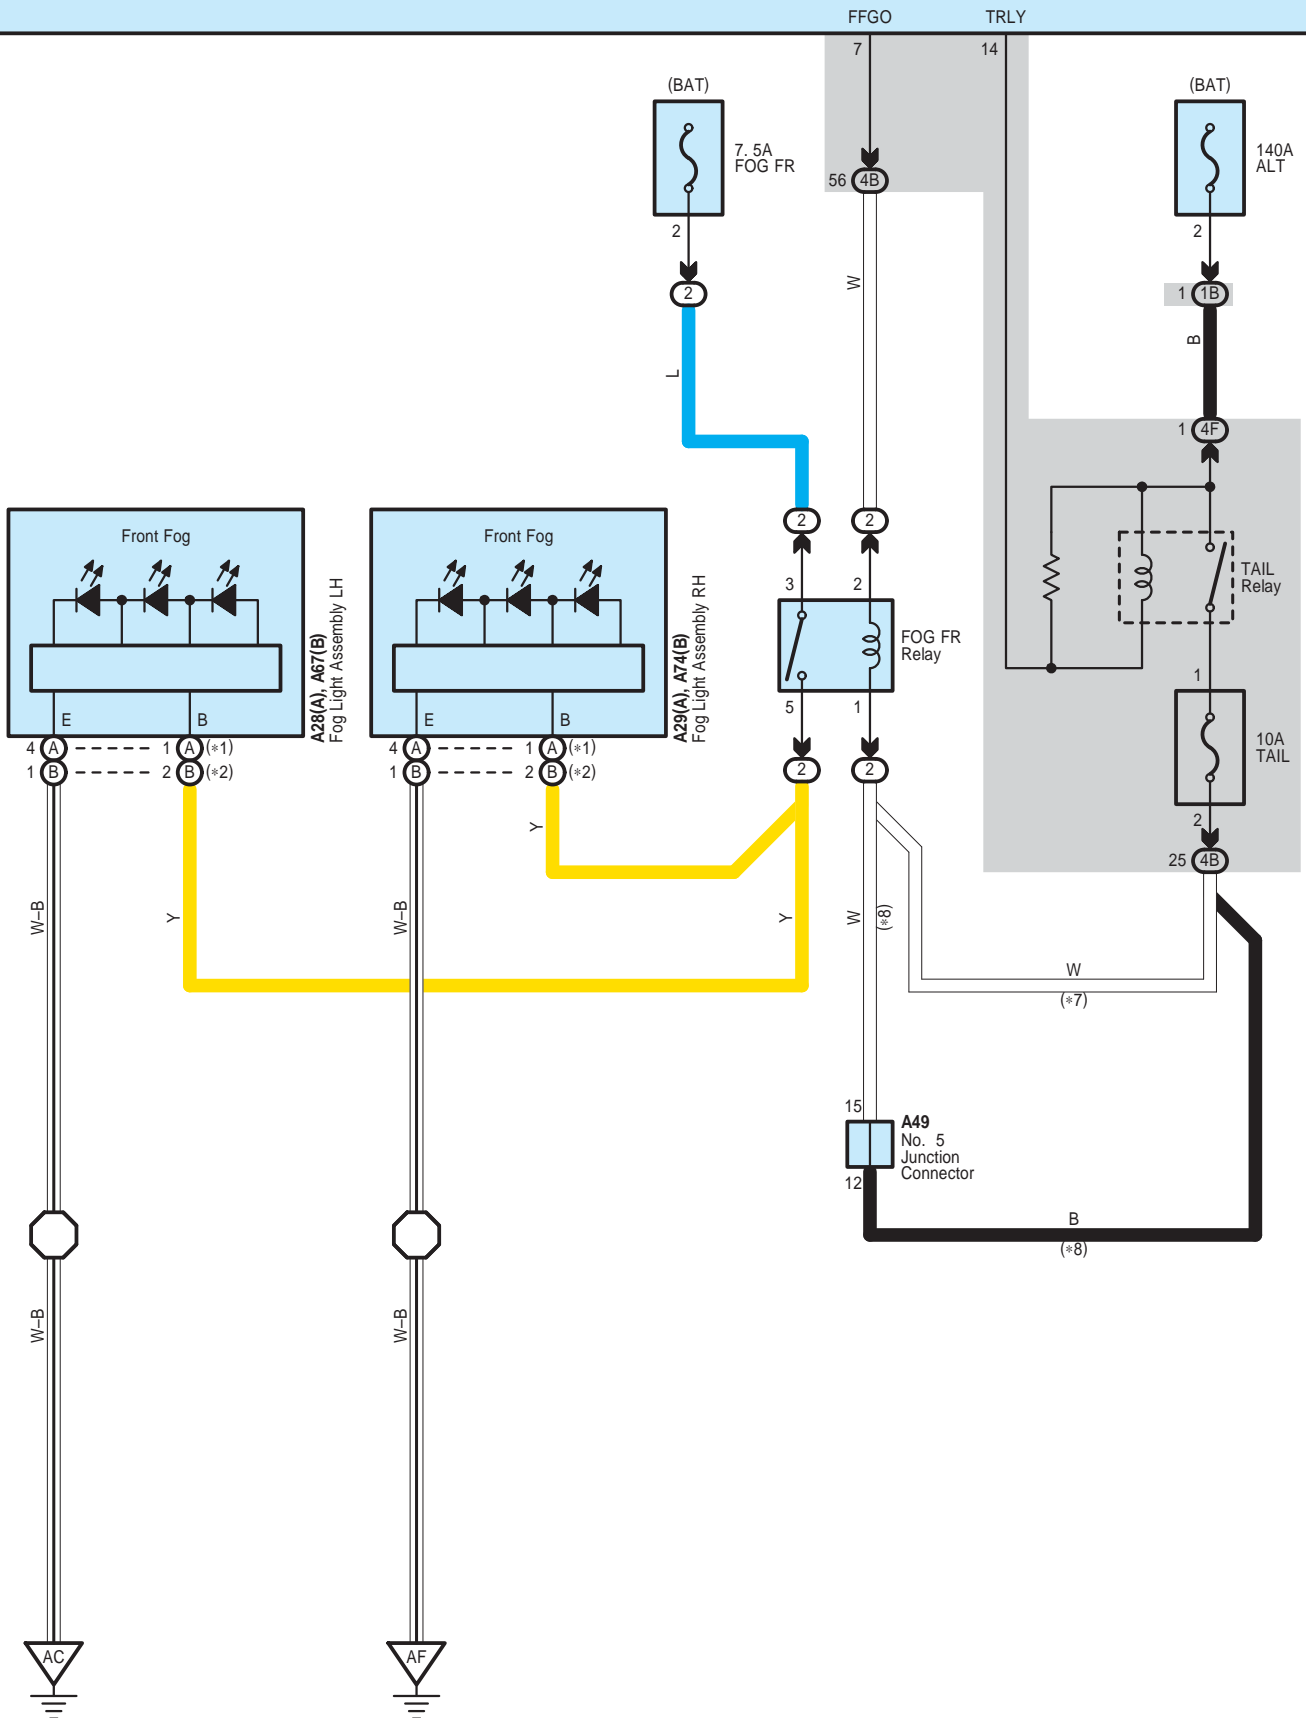 FFGO TRLY
7 14
(BAT) (BAT)
7. 5A
FOG FR
140A
ALT
56 4B
2 2
2 1 1B
W
B
L
1 4F
2 2
Front Fog Front Fog
3 2
TAIL
Relay
FOG FR
Relay
A28(A), A67(B)
Fog Light Assembly LH
A29(A), A74(B)
Fog Light Assembly RH
1
5 1
E B E B
10A
TAIL
4 A 1 A (*1) 4 A 1 A (*1)
1 B 2 B (*2) 1 B 2 B (*2)
2 2
2
Y
25 4B
W–B Y W–B Y W (*8)
W
(*7)
15
A49
No. 5
Junction
Connector
12
B
(*8)
W–B W–B
AC AF